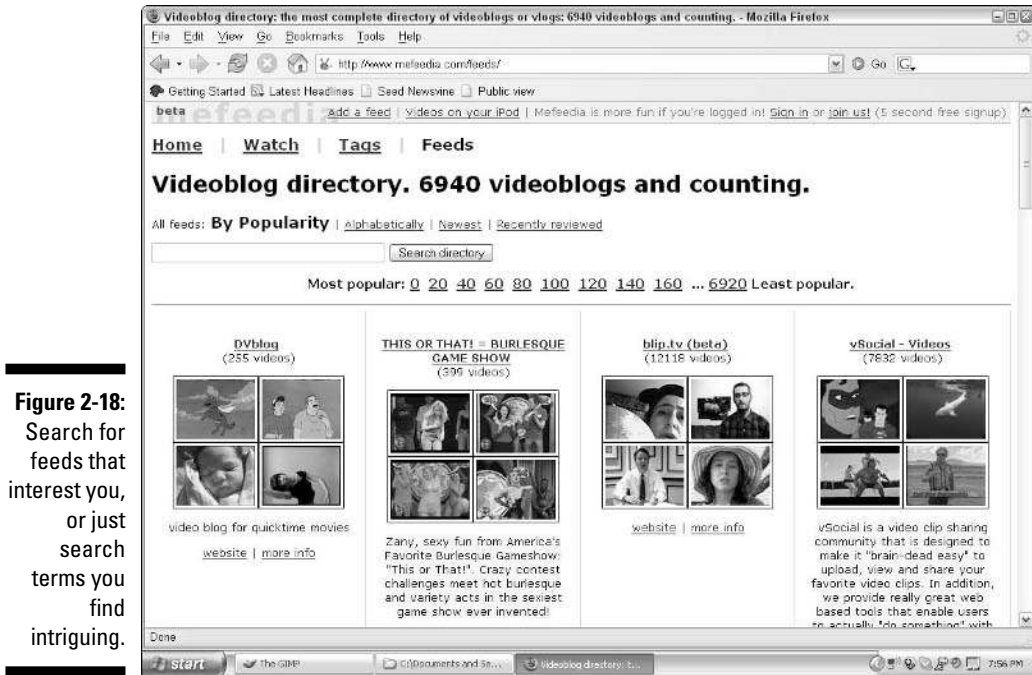 Videoblog directory: the most complete directory of videoblogs or vlogs: 6940 videoblogs and counting. - Mozilla Firefox
File Edit View Go Bookmarks Tools Help
http://www.mefeedia.com/feeds/
Go
Getting Started Latest Headlines Seed Newsvine Public view
beta
mefeedia
Add a feed | Videos on your iPod | Mefeedia is more fun if you're logged in! Sign in or join us! (5 second free signup)
Home | Watch | Tags | Feeds
Videoblog directory. 6940 videoblogs and counting.
All feeds: By Popularity | Alphabetically | Newest | Recently reviewed
Search directory
Most popular: 0 20 40 60 80 100 120 140 160 ... 6920 Least popular.
DVblog
(255 videos)
video blog for quicktime movies
website | more info
THIS OR THAT! = BURLESQUE
GAME SHOW
(399 videos)
Zany, sexy fun from America's
Favorite Burlesque Gameshow:
"This or That!". Crazy contest
challenges meet hot burlesque
and variety acts in the sexiest
game show ever invented!
blip.tv (beta)
(12118 videos)
website | more info
vSocial - Videos
(7832 videos)
vSocial is a video clip sharing
community that is designed to
make it "brain-dead easy" to
upload, view and share your
favorite video clips. In addition,
we provide really great web
based tools that enable users
to actually "do something" with
Done
start The GIMP C:\Documents and Se... Videoblog directory: t... 7:56 PM
Figure 2-18:
Search for
feeds that
interest you,
or just
search
terms you
find
intriguing.